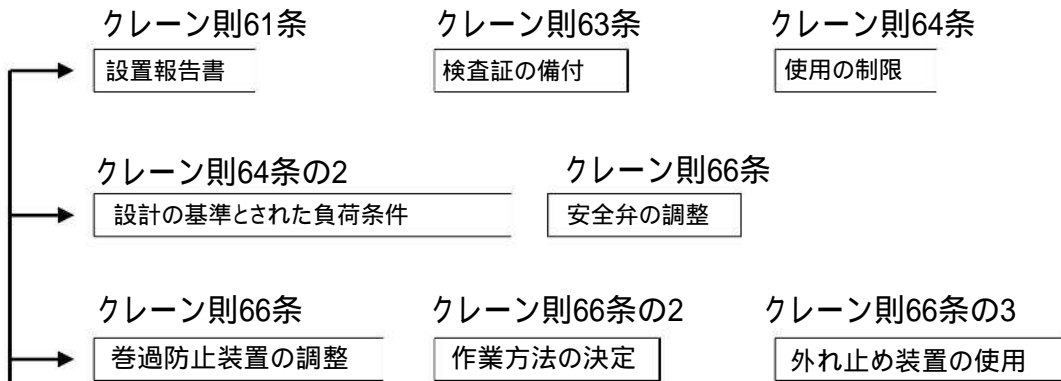 クレーン則61条 クレーン則63条 クレーン則64条
設置報告書 検査証の備付 使用の制限
クレーン則64条の2 クレーン則66条
設計の基準とされた負荷条件 安全弁の調整
クレーン則66条 クレーン則66条の2 クレーン則66条の3
巻過防止装置の調整 作業方法の決定 外れ止め装置の使用